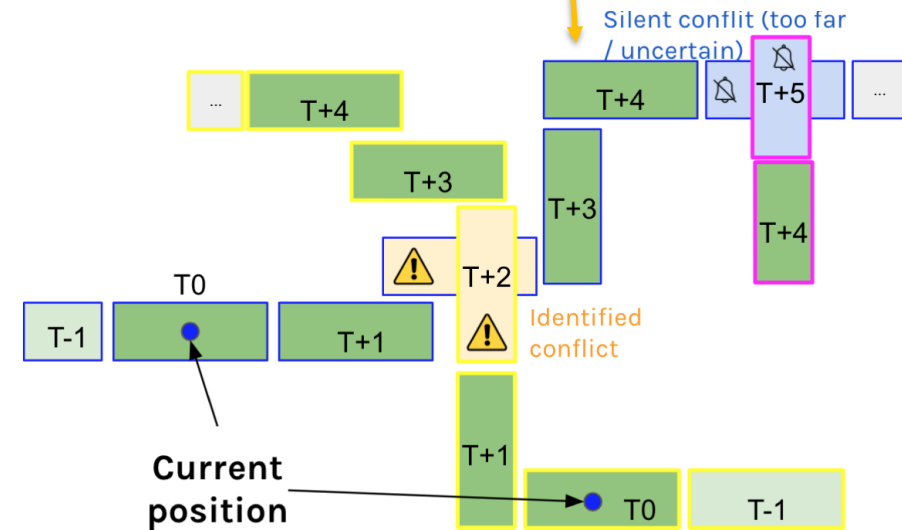 Silent conflit (too far
/ uncertain)
...
T+4
T+4
T+5
...
T+3
T+3
T+4
T+2
T0
T-1
T+1
Identified
conflict
T+1
Current
position
T0
T-1